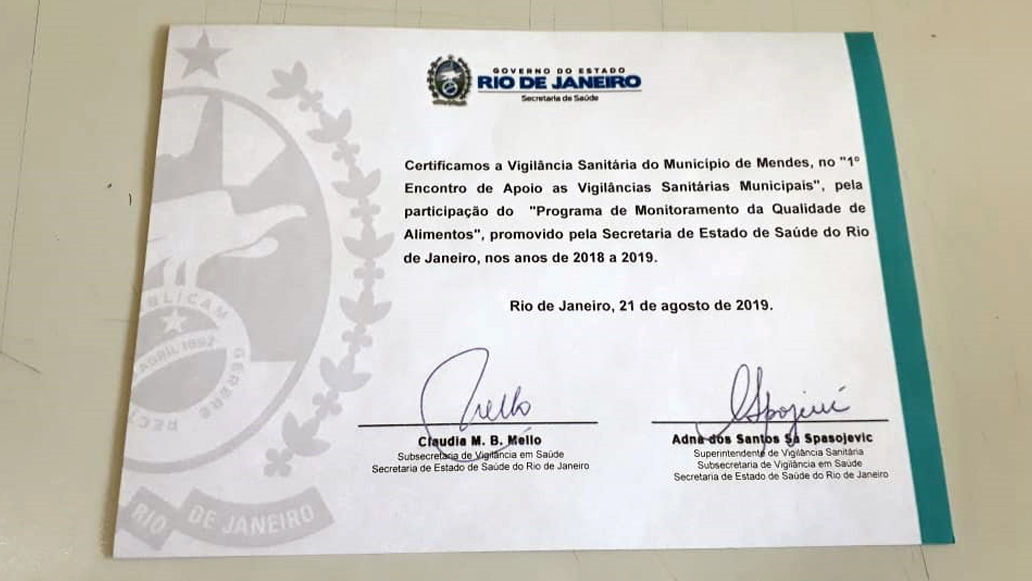 GOVERNO DO ESTADO
RIO DE JANEIRO
Secretaria de Saúde
Certificamos a Vigilância Sanitária do Município de Mendes, no "1º
Encontro de Apoio as Vigilâncias Sanitárias Municipais", pela
participação do "Programa de Monitoramento da Qualidade de
Alimentos", promovido pela Secretaria de Estado de Saúde do Rio
de Janeiro, nos anos de 2018 a 2019.
Rio de Janeiro, 21 de agosto de 2019.
Mello
Claudia M. B. Mello
Subsecretaria de Vigilância em Saúde
Secretaria de Estado de Saúde do Rio de Janeiro
Adna dos Santos Sá Spasojevic
Superintendente de Vigilância Sanitária
Subsecretaria de Vigilância em Saúde
Secretaria de Estado de Saúde do Rio de Janeiro
GERERE
RIO DE JANEIRO